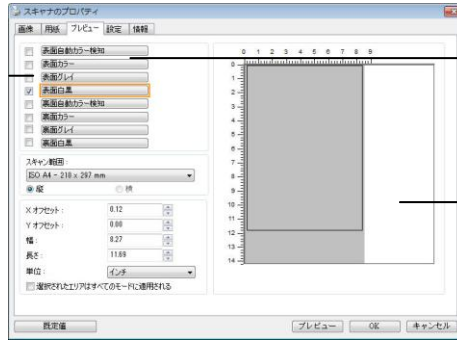 スキャナのプロパティ
画像 用紙 プレビュー 設定 情報
表面自動カラー検知
表面カラー
表面グレイ
表面白黒
裏面自動カラー検知
裏面カラー
裏面グレイ
裏面白黒
スキャン範囲:
ISO A4 - 210 x 297 mm
縦 横
X オフセット: 0.12
Y オフセット: 0.00
幅: 8.27
長さ: 11.69
単位: インチ
選択されたエリアはすべてのモードに適用される
0 1 2 3 4 5 6 7 8 9
0
1
2
3
4
5
6
7
8
9
10
11
12
13
14
既定値 プレビュー OK キャンセル